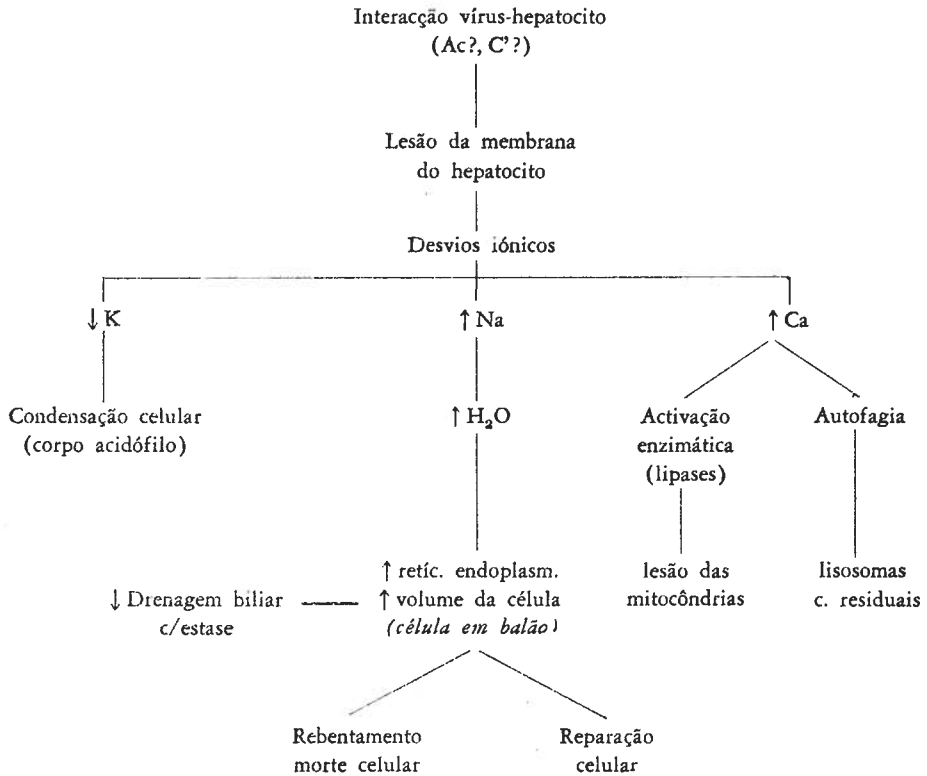 Interacção vírus-hepatocito
(Ac?, C'?)
Lesão da membrana
do hepatocito
Desvios iónicos
↓ K
↑ Na
↑ Ca
Condensação celular
(corpo acidófilo)
↑ H₂O
Activação
enzimática
(lipases)
Autofagia
↓ Drenagem biliar
c/estase
↑ retíc. endoplasm.
↑ volume da célula
(célula em balão)
lesão das
mitocôndrias
lisosomas
c. residuais
Rebentamento
morte celular
Reparação
celular